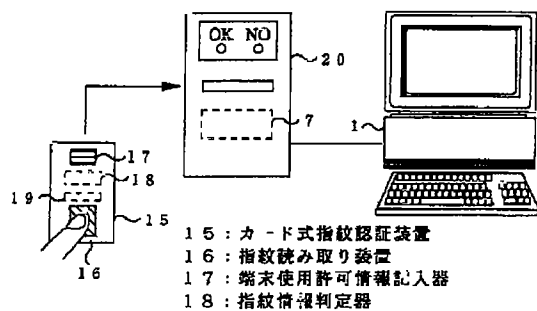 OK NO
20
7
1
17
18
19
15
16
15：カード式指紋認証装置
16：指紋読み取り装置
17：端末使用許可情報記入器
18：指紋情報判定器